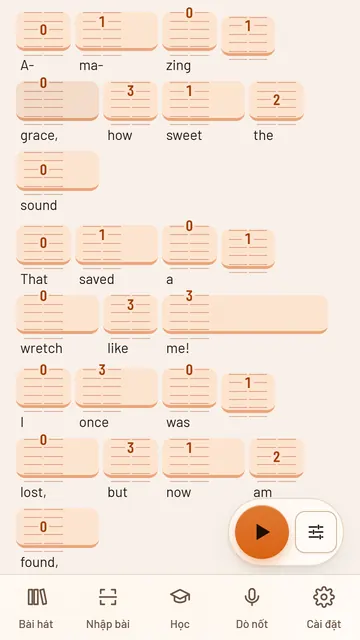 0 1 0 1
A- ma- zing
0 3 1 2
grace, how sweet the
0
sound
0 1 0 1
That saved a
0 3 3
wretch like me!
0 3 0 1
I once was
0 3 1 2
lost, but now am
0
found,
Bài hát Nhập bài Học Dò nốt Cài đặt